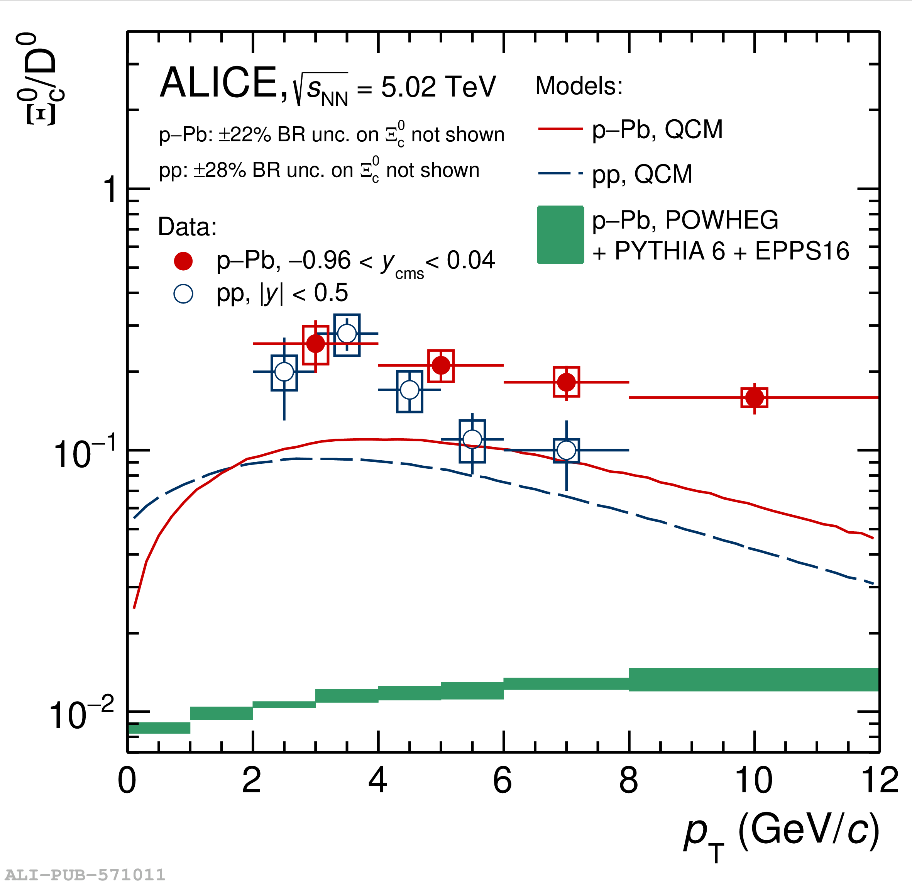 Ξ⁰c/D⁰
ALICE, √sNN = 5.02 TeV
p−Pb: ±22% BR unc. on Ξ⁰c not shown
pp: ±28% BR unc. on Ξ⁰c not shown
Data:
p−Pb, −0.96 < ycms < 0.04
pp, |y| < 0.5
Models:
p−Pb, QCM
pp, QCM
p−Pb, POWHEG
+ PYTHIA 6 + EPPS16
1
10⁻¹
10⁻²
0 2 4 6 8 10 12
pT (GeV/c)
ALI-PUB-571011